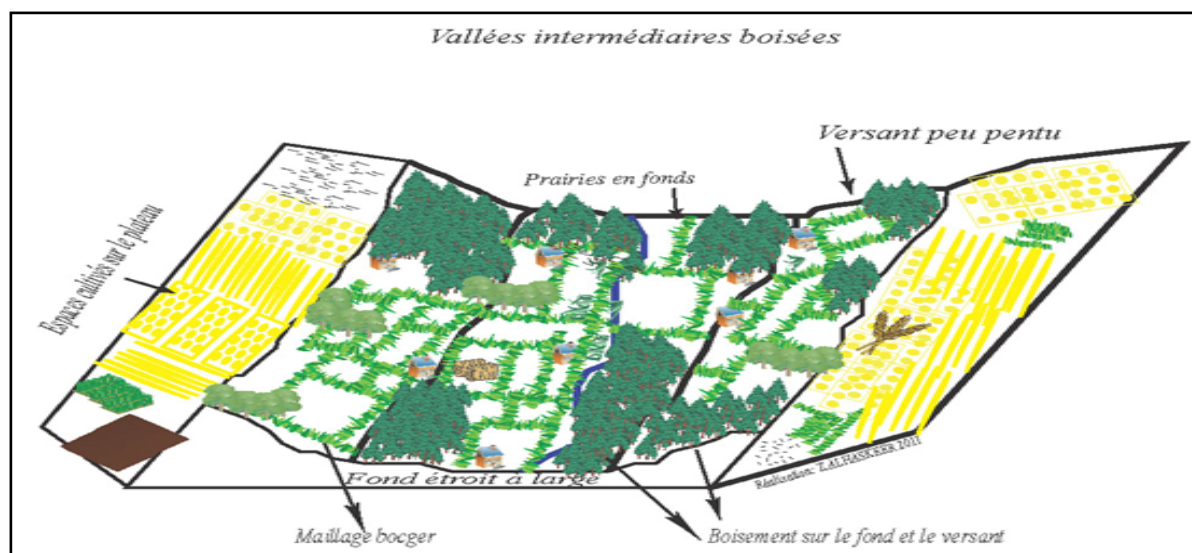 Vallées intermédiaires boisées
Versant peu pentu
Prairies en fonds
Espaces cultivés sur le plateau
Réalisation: Z.ALHASKEER 2011
Fond étroit à large
Maillage bocger
Boisement sur le fond et le versant